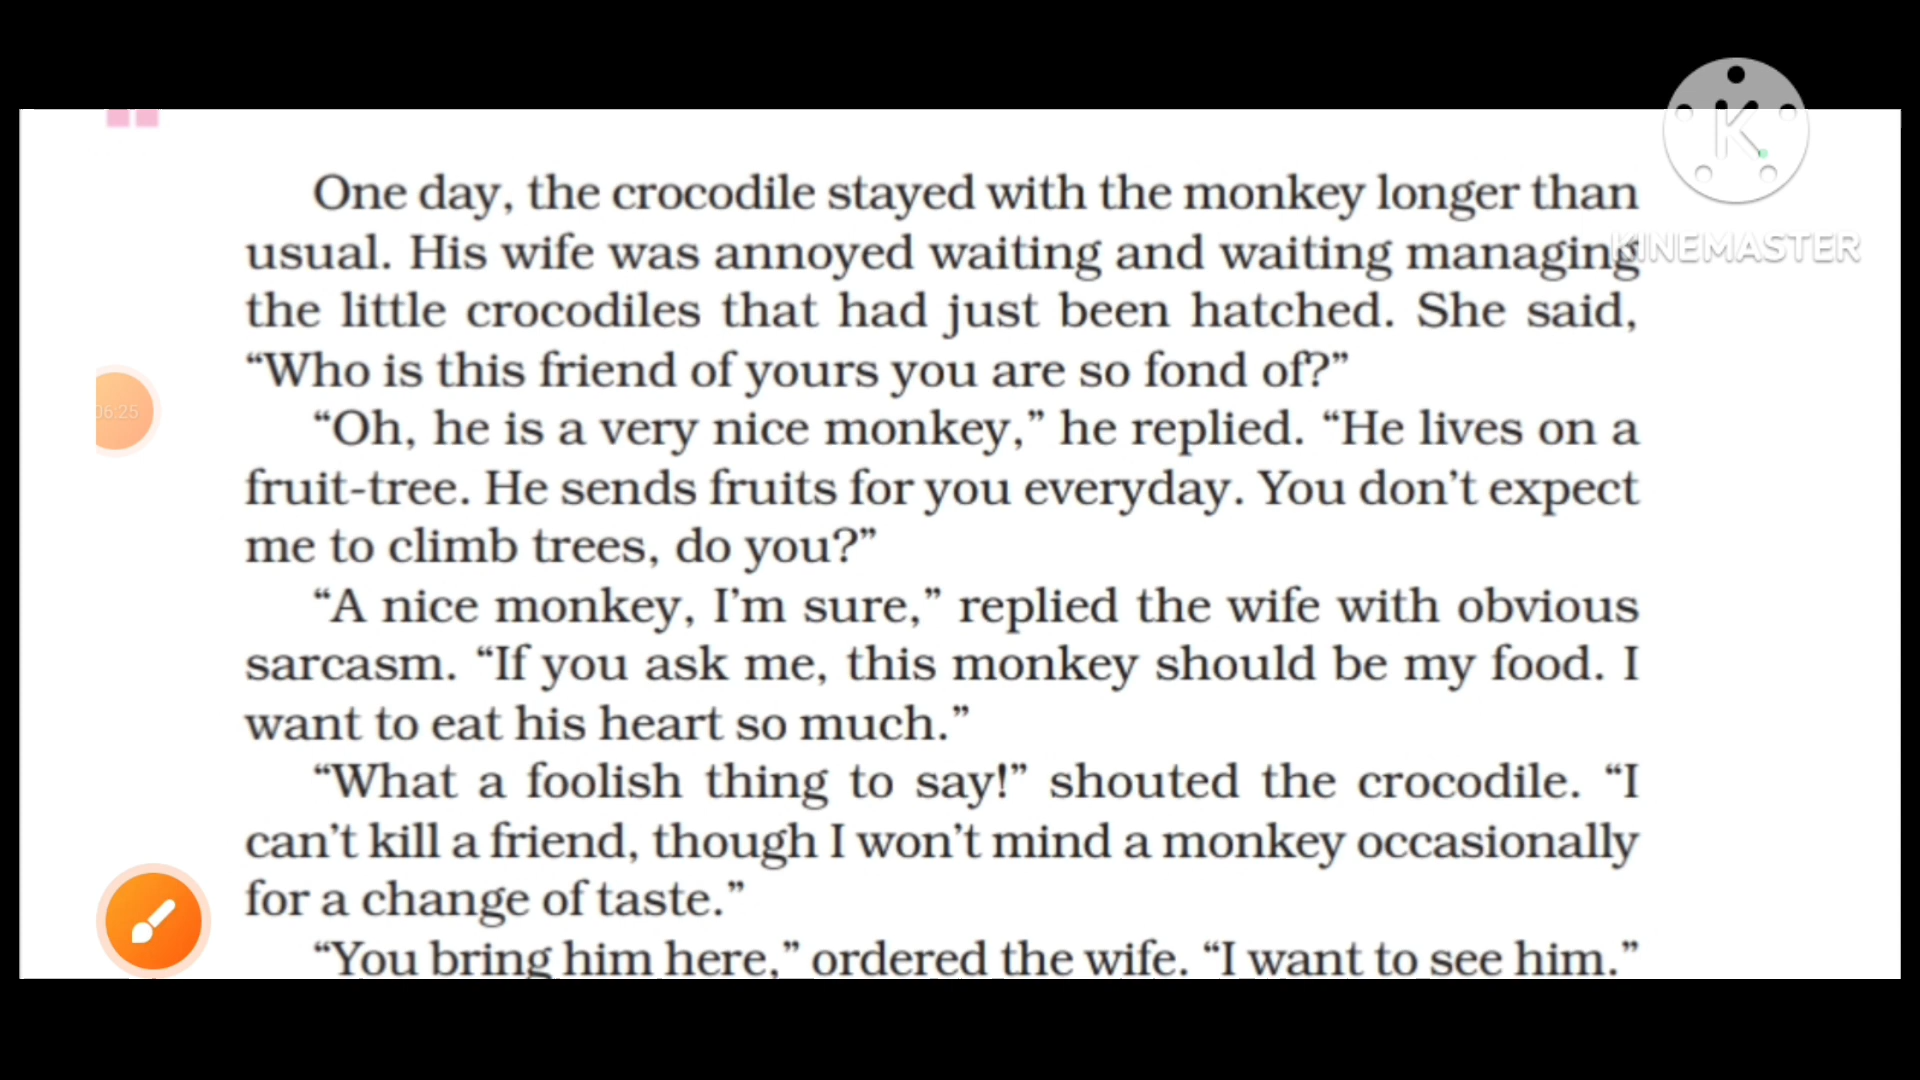 One day, the crocodile stayed with the monkey longer than
usual. His wife was annoyed waiting and waiting managing
the little crocodiles that had just been hatched. She said,
“Who is this friend of yours you are so fond of?”
“Oh, he is a very nice monkey,” he replied. “He lives on a
fruit-tree. He sends fruits for you everyday. You don’t expect
me to climb trees, do you?”
“A nice monkey, I’m sure,” replied the wife with obvious
sarcasm. “If you ask me, this monkey should be my food. I
want to eat his heart so much.”
“What a foolish thing to say!” shouted the crocodile. “I
can’t kill a friend, though I won’t mind a monkey occasionally
for a change of taste.”
“You bring him here,” ordered the wife. “I want to see him.”
06:25
K
KINEMASTER